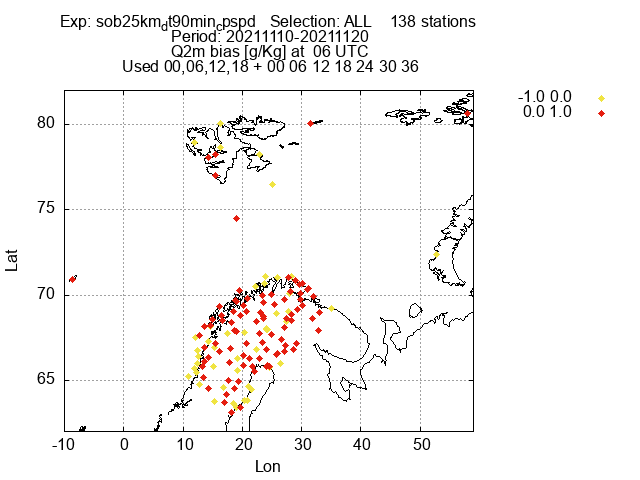 Exp: sob25km_dt90min_cpspd   Selection: ALL    138 stations
Period: 20211110-20211120
Q2m bias [g/Kg] at  06 UTC
Used 00,06,12,18 + 00 06 12 18 24 30 36
-1.0 0.0
0.0 1.0
80
75
70
65
Lat
-10 0 10 20 30 40 50
Lon